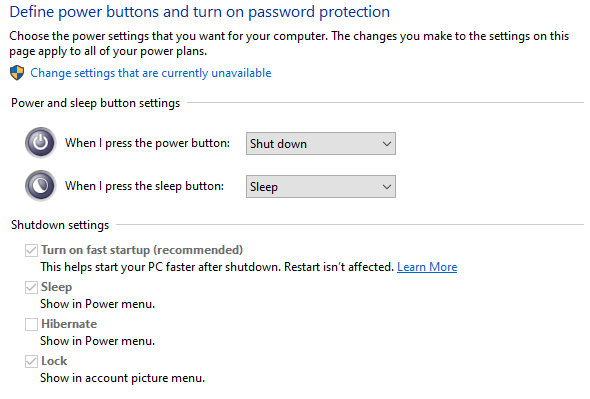 Define power buttons and turn on password protection
Choose the power settings that you want for your computer. The changes you make to the settings on this
page apply to all of your power plans.
Change settings that are currently unavailable
Power and sleep button settings
When I press the power button: Shut down
When I press the sleep button: Sleep
Shutdown settings
Turn on fast startup (recommended)
This helps start your PC faster after shutdown. Restart isn't affected. Learn More
Sleep
Show in Power menu.
Hibernate
Show in Power menu.
Lock
Show in account picture menu.